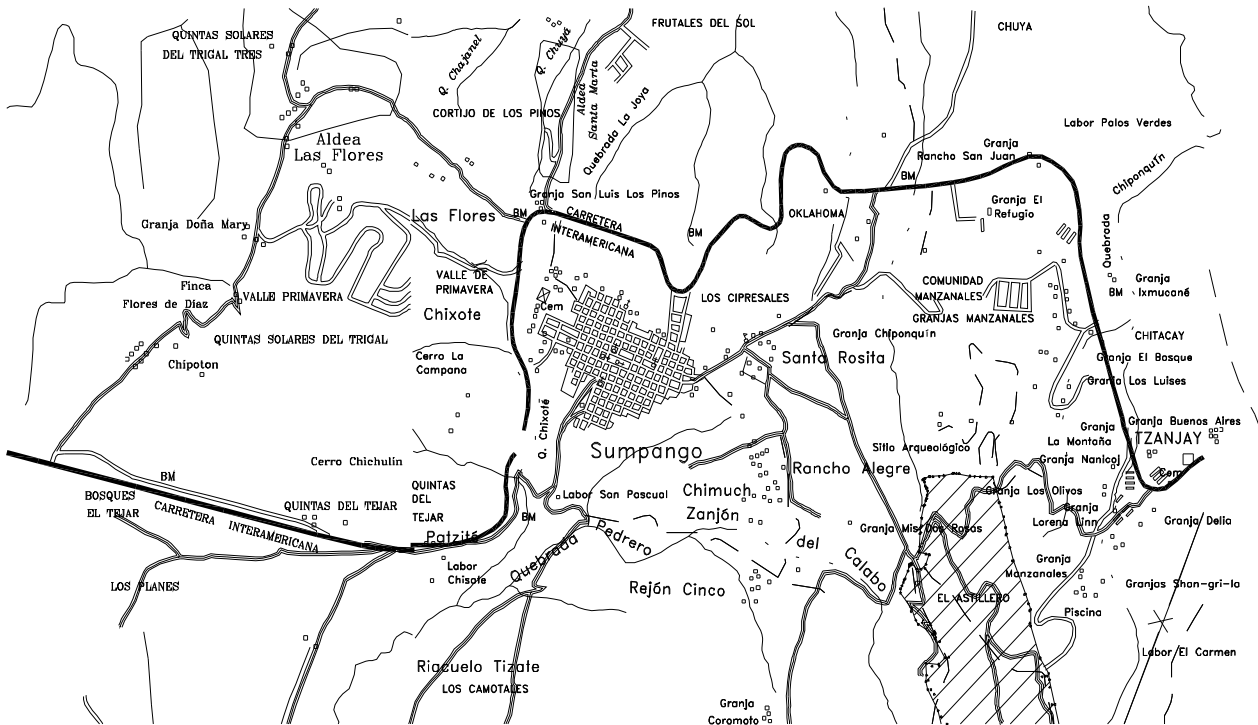 FRUTALES DEL SOL
CHUYA
QUINTAS SOLARES
DEL TRIGAL TRES
Q. Chajanel
Q. Chuyá
Aldea
Santa Marta
Quebrada La Joya
CORTIJO DE LOS PINOS
Labor Palos Verdes
Aldea
Las Flores
Granja
Rancho San Juan
BM
Chiponquín
Granja San Luis Los Pinos
Granja El
Refugio
Las Flores
BM
CARRETERA
INTERAMERICANA
OKLAHOMA
Granja Doña Mary
BM
Quebrada
VALLE DE
PRIMAVERA
COMUNIDAD
MANZANALES
Granja
Ixmucané
BM
Finca
Flores de Diaz
VALLE PRIMAVERA
LOS CIPRESALES
Cem
Chixote
GRANJAS MANZANALES
QUINTAS SOLARES DEL TRIGAL
Granja Chiponquín
CHITACAY
Chipoton
Cerro La
Campana
Santa Rosita
Granja El Bosque
Granja Los Luises
Q. Chixoté
Granja
La Montaña
Granja Buenos Aires
TZANJAY
Sumpango
Sitio Arqueológico
Granja Nanicol
Cerro Chichulín
Rancho Alegre
Cem
BM
BOSQUES
EL TEJAR
CARRETERA INTERAMERICANA
QUINTAS DEL TEJAR
QUINTAS
DEL
TEJAR
Labor San Pascual
Chimuch
Zanjón
Granja Los Olivos
Granja
Lorena Linn
Granja Delia
BM
Patzité
Quebrada
Pedrero
del
Calabo
Granja Mis Dos Rosas
LOS PLANES
Labor
Chisote
Rejón Cinco
Granja
Manzanales
Granjas Shan-gri-la
EL ASTILLERO
Piscina
Labor El Carmen
Riacuelo Tizate
LOS CAMOTALES
Granja
Coromoto